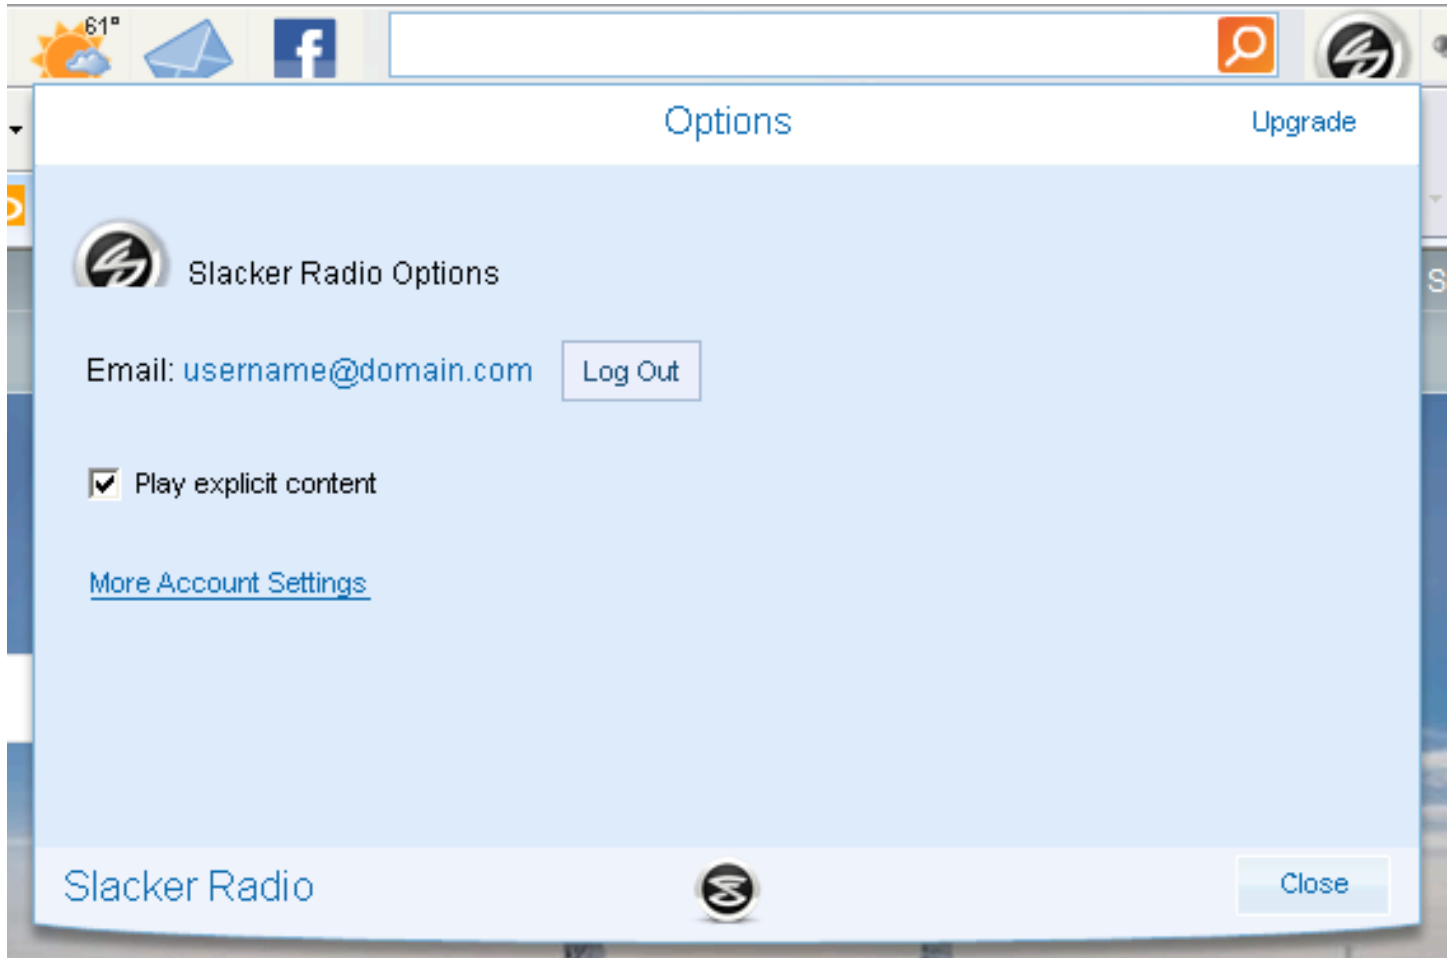 61°
Options
Upgrade
Slacker Radio Options
Email: username@domain.com
Log Out
Play explicit content
More Account Settings
Slacker Radio
Close
S